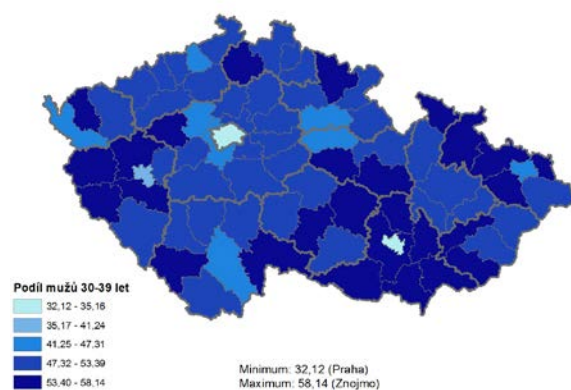 Podíl mužů 30-39 let
32,12 - 35,16
35,17 - 41,24
41,25 - 47,31
47,32 - 53,39
53,40 - 58,14
Minimum: 32,12 (Praha)
Maximum: 58,14 (Znojmo)